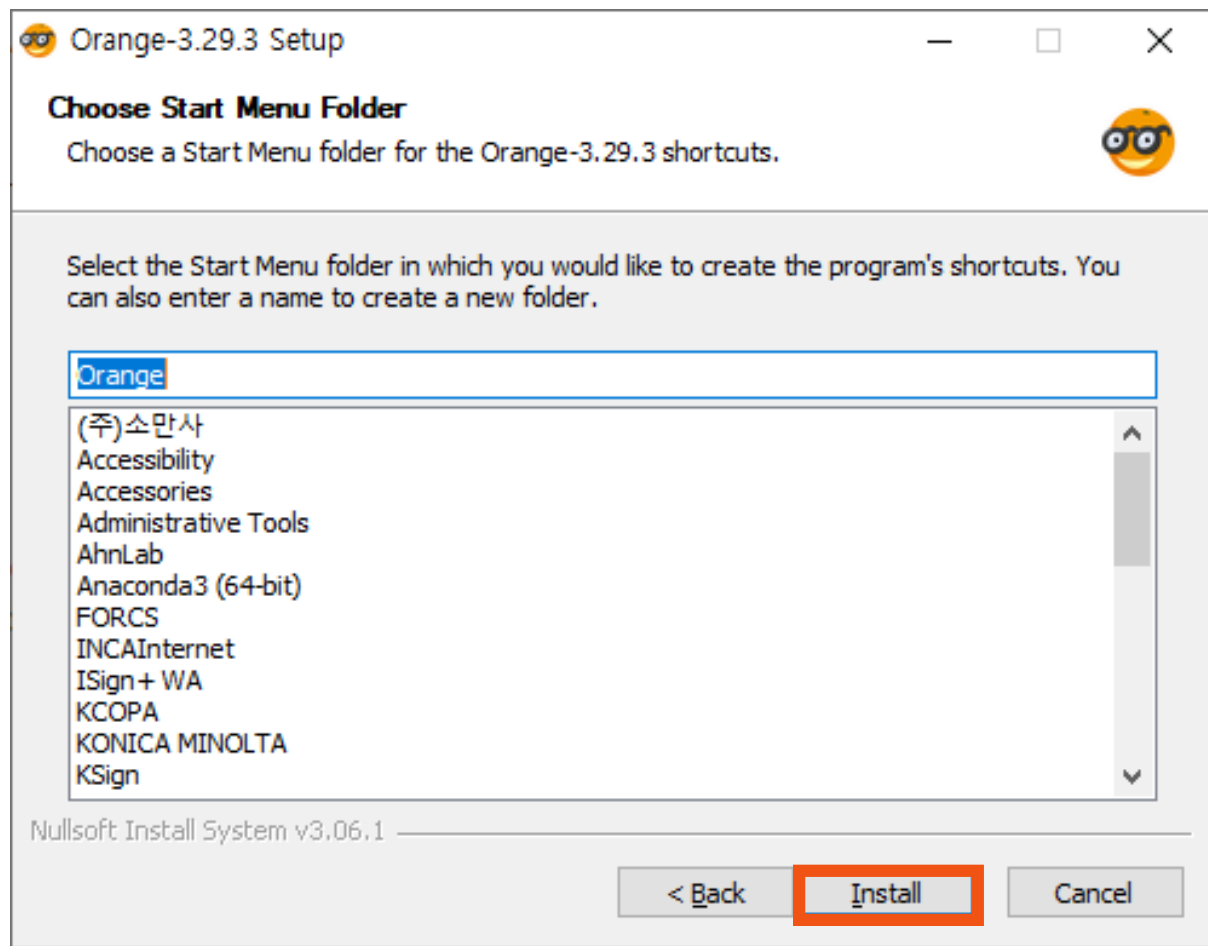 Orange-3.29.3 Setup
Choose Start Menu Folder
Choose a Start Menu folder for the Orange-3.29.3 shortcuts.
Select the Start Menu folder in which you would like to create the program's shortcuts. You
can also enter a name to create a new folder.
Orange
(주)소만사
Accessibility
Accessories
Administrative Tools
AhnLab
Anaconda3 (64-bit)
FORCS
INCAInternet
ISign+ WA
KCOPA
KONICA MINOLTA
KSign
Nullsoft Install System v3.06.1
< Back Install Cancel